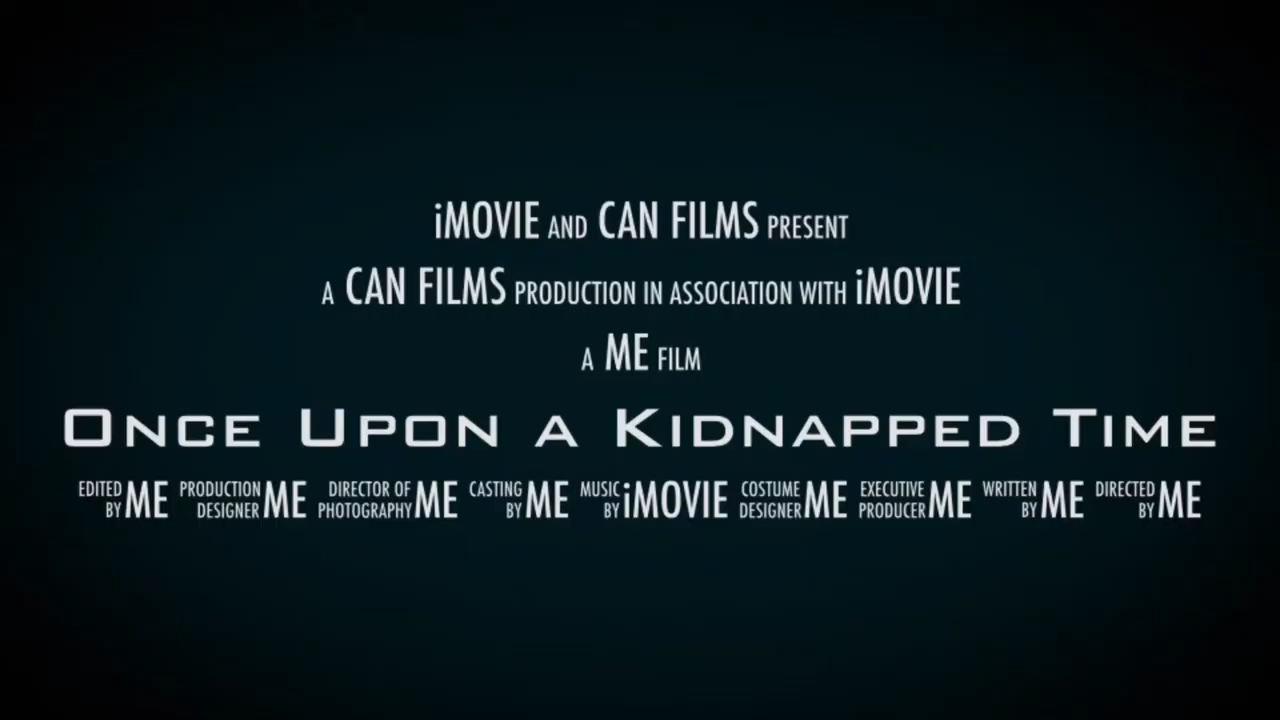 iMOVIE AND CAN FILMS PRESENT
A CAN FILMS PRODUCTION IN ASSOCIATION WITH iMOVIE
A ME FILM
ONCE UPON A KIDNAPPED TIME
EDITED BY ME PRODUCTION DESIGNER ME DIRECTOR OF PHOTOGRAPHY ME CASTING BY ME MUSIC BY iMOVIE COSTUME DESIGNER ME EXECUTIVE PRODUCER ME WRITTEN BY ME DIRECTED BY ME